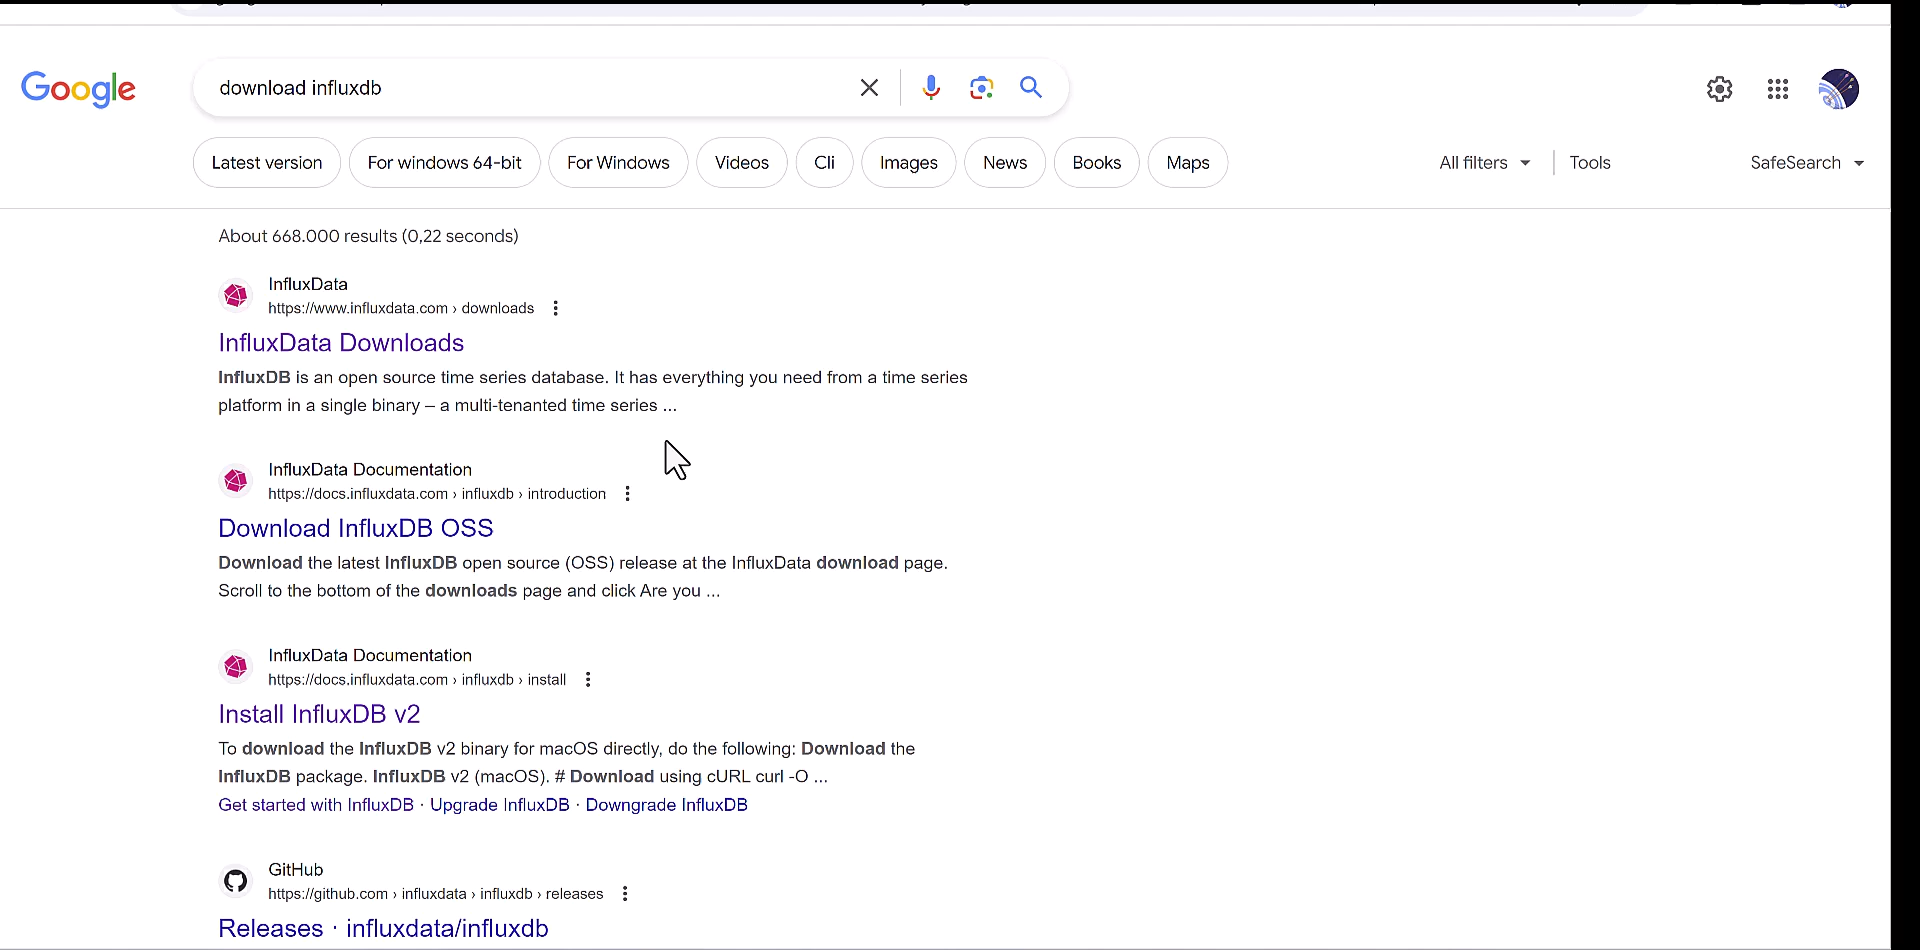 Google
download influxdb
Latest version
For windows 64-bit
For Windows
Videos
Cli
Images
News
Books
Maps
All filters
Tools
SafeSearch
About 668.000 results (0,22 seconds)
InfluxData
https://www.influxdata.com › downloads
InfluxData Downloads
InfluxDB is an open source time series database. It has everything you need from a time series
platform in a single binary – a multi-tenanted time series ...
InfluxData Documentation
https://docs.influxdata.com › influxdb › introduction
Download InfluxDB OSS
Download the latest InfluxDB open source (OSS) release at the InfluxData download page.
Scroll to the bottom of the downloads page and click Are you ...
InfluxData Documentation
https://docs.influxdata.com › influxdb › install
Install InfluxDB v2
To download the InfluxDB v2 binary for macOS directly, do the following: Download the
InfluxDB package. InfluxDB v2 (macOS). # Download using cURL curl -O ...
Get started with InfluxDB · Upgrade InfluxDB · Downgrade InfluxDB
GitHub
https://github.com › influxdata › influxdb › releases
Releases · influxdata/influxdb